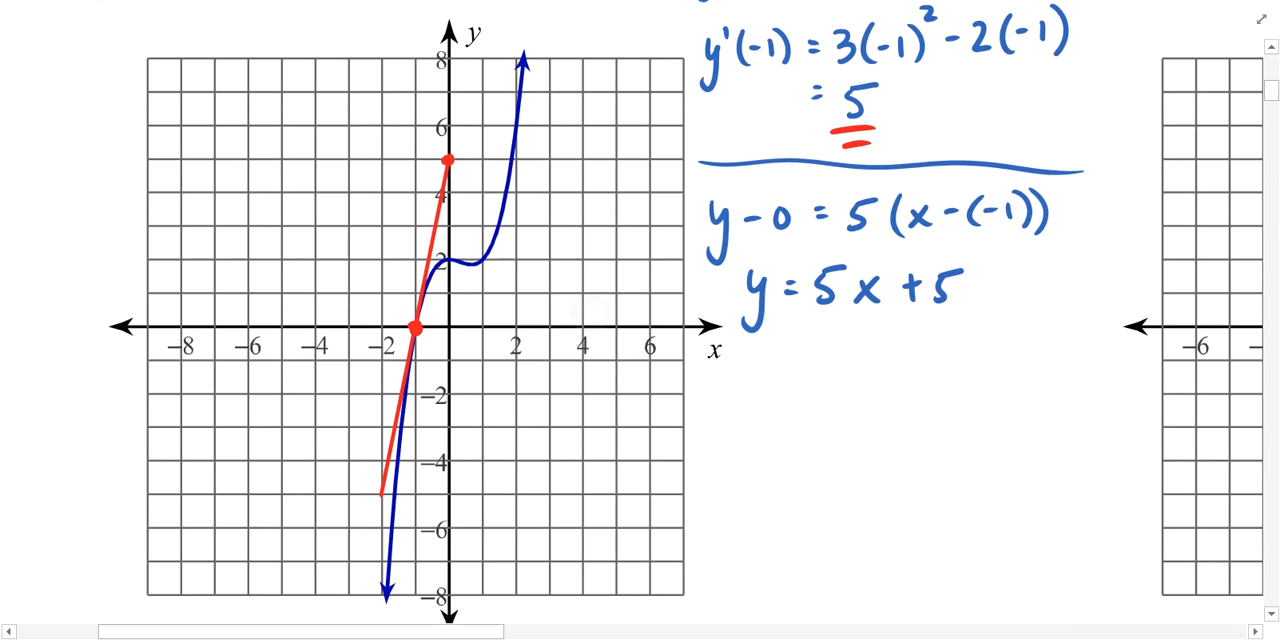 y
8
6
4
2
−8 −6 −4 −2 2 4 6 x
−2
−4
−6
−8
y'(-1) = 3(-1)² - 2(-1)
= 5
y - 0 = 5(x - (-1))
y = 5x + 5
−6 −